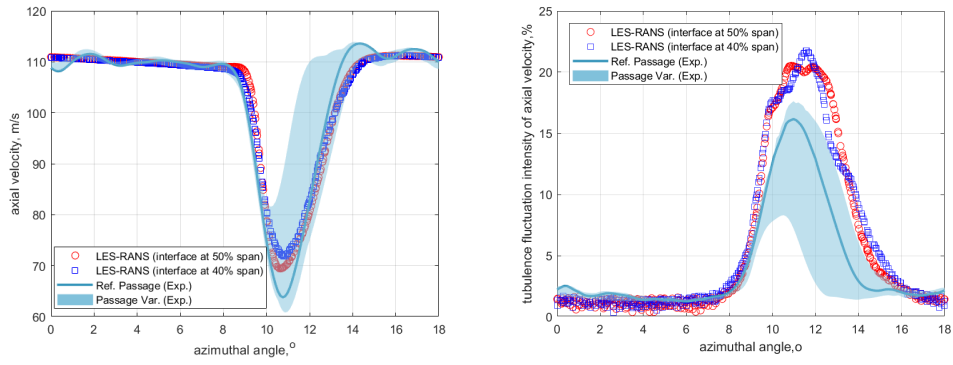 120
110
100
90
80
70
60
axial velocity, m/s
LES-RANS (interface at 50% span)
LES-RANS (interface at 40% span)
Ref. Passage (Exp.)
Passage Var. (Exp.)
0 2 4 6 8 10 12 14 16 18
azimuthal angle,o
25
20
15
10
5
0
tubulence fluctuation intensity of axial velocity,%
LES-RANS (interface at 50% span)
LES-RANS (interface at 40% span)
Ref. Passage (Exp.)
Passage Var. (Exp.)
0 2 4 6 8 10 12 14 16 18
azimuthal angle,o